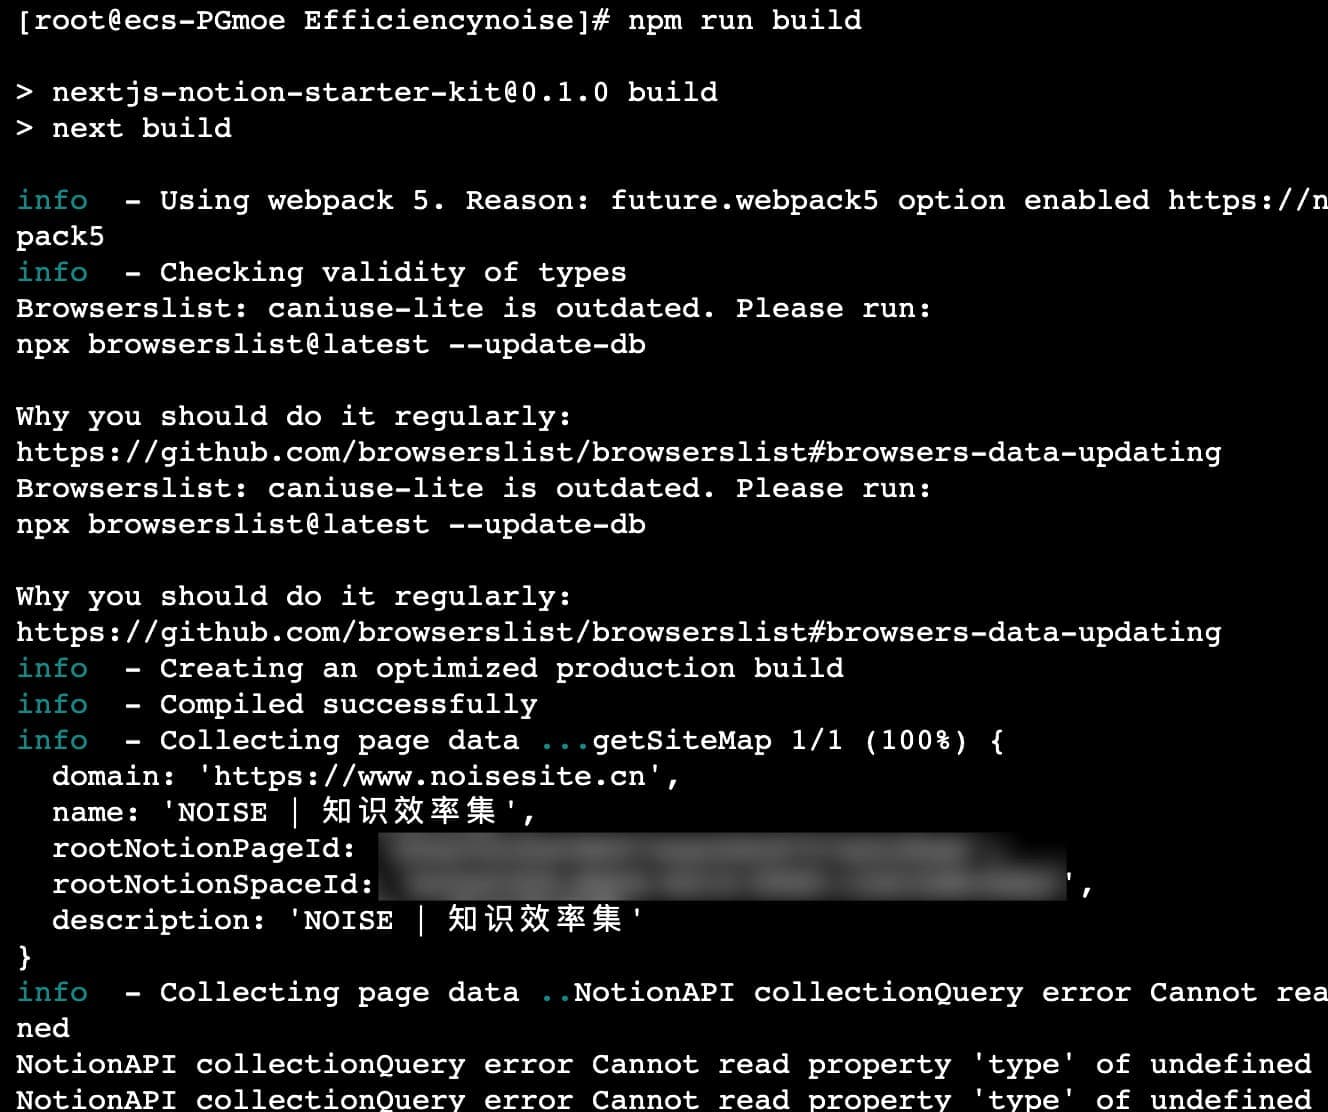 [root@ecs-PGmoe Efficiencynoise]# npm run build
> nextjs-notion-starter-kit@0.1.0 build
> next build
info  - Using webpack 5. Reason: future.webpack5 option enabled https://n
pack5
info  - Checking validity of types
Browserslist: caniuse-lite is outdated. Please run:
npx browserslist@latest --update-db
Why you should do it regularly:
https://github.com/browserslist/browserslist#browsers-data-updating
Browserslist: caniuse-lite is outdated. Please run:
npx browserslist@latest --update-db
Why you should do it regularly:
https://github.com/browserslist/browserslist#browsers-data-updating
info  - Creating an optimized production build
info  - Compiled successfully
info  - Collecting page data ...getSiteMap 1/1 (100%) {
  domain: 'https://www.noisesite.cn',
  name: 'NOISE | 知识效率集',
  rootNotionPageId:
  rootNotionSpaceId: ',
  description: 'NOISE | 知识效率集'
}
info  - Collecting page data ..NotionAPI collectionQuery error Cannot rea
ned
NotionAPI collectionQuery error Cannot read property 'type' of undefined
NotionAPI collectionQuery error Cannot read property 'type' of undefined